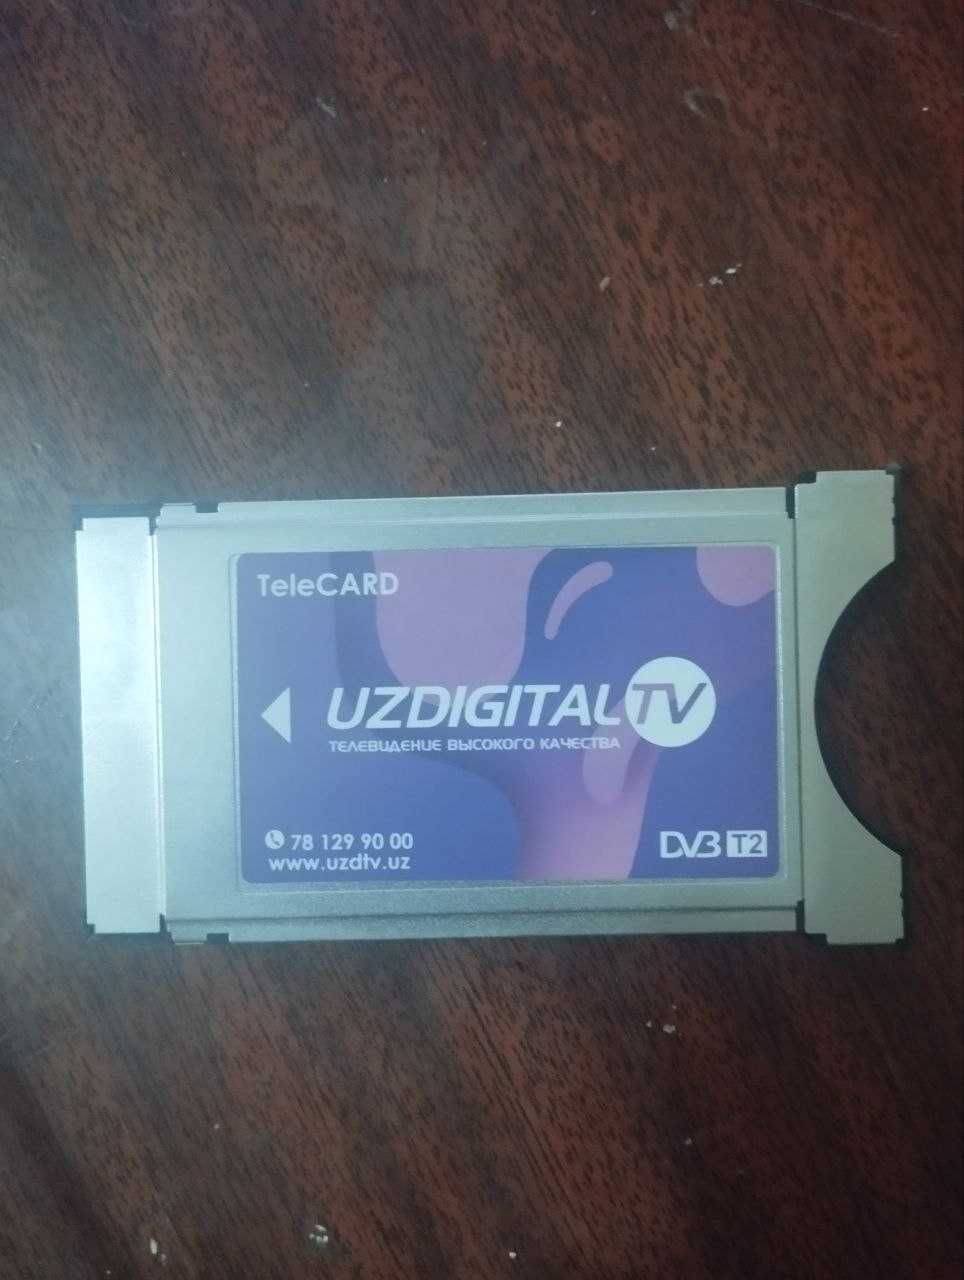 TeleCARD
UZDIGITAL TV
ТЕЛЕВИДЕНИЕ ВЫСОКОГО КАЧЕСТВА
78 129 90 00
www.uzdtv.uz
DVB T2